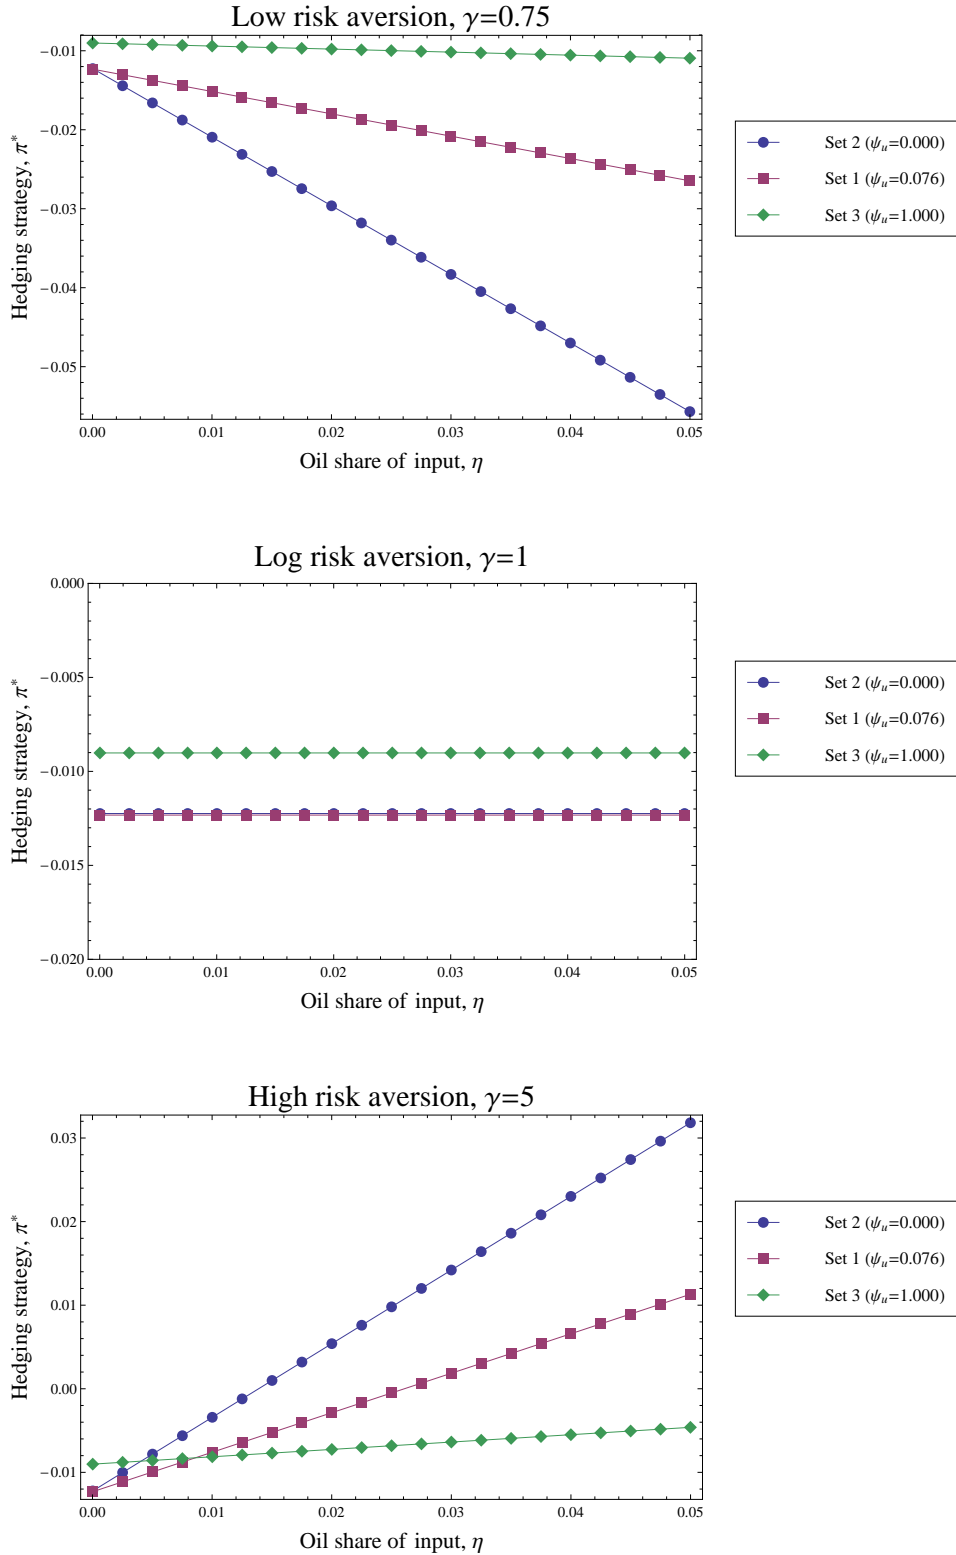 Low risk aversion, γ=0.75
Hedging strategy, π*
−0.01
−0.02
−0.03
−0.04
−0.05
0.00 0.01 0.02 0.03 0.04 0.05
Oil share of input, η
Set 2 (ψu=0.000)
Set 1 (ψu=0.076)
Set 3 (ψu=1.000)
Log risk aversion, γ=1
Hedging strategy, π*
0.000
−0.005
−0.010
−0.015
−0.020
0.00 0.01 0.02 0.03 0.04 0.05
Oil share of input, η
Set 2 (ψu=0.000)
Set 1 (ψu=0.076)
Set 3 (ψu=1.000)
High risk aversion, γ=5
Hedging strategy, π*
0.03
0.02
0.01
0.00
−0.01
0.00 0.01 0.02 0.03 0.04 0.05
Oil share of input, η
Set 2 (ψu=0.000)
Set 1 (ψu=0.076)
Set 3 (ψu=1.000)